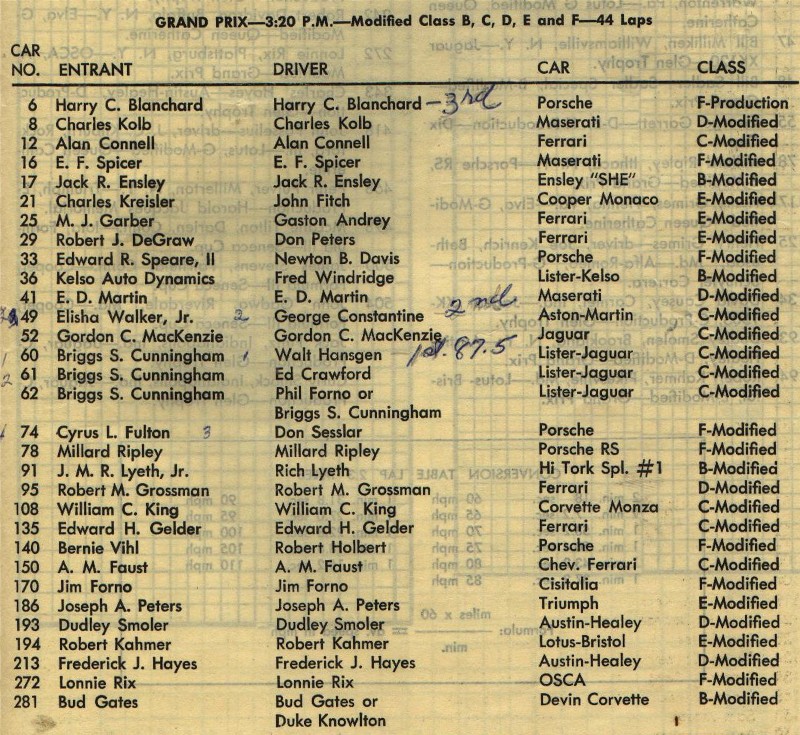 GRAND PRIX—3:20 P.M.—Modified Class B, C, D, E and F—44 Laps
CAR NO. ENTRANT DRIVER CAR CLASS
6 Harry C. Blanchard Harry C. Blanchard – 3rd Porsche F-Production
8 Charles Kolb Charles Kolb Maserati D-Modified
12 Alan Connell Alan Connell Ferrari C-Modified
16 E. F. Spicer E. F. Spicer Maserati F-Modified
17 Jack R. Ensley Jack R. Ensley Ensley "SHE" B-Modified
21 Charles Kreisler John Fitch Cooper Monaco E-Modified
25 M. J. Garber Gaston Andrey Ferrari E-Modified
29 Robert J. DeGraw Don Peters Ferrari E-Modified
33 Edward R. Speare, II Newton B. Davis Porsche F-Modified
36 Kelso Auto Dynamics Fred Windridge Lister-Kelso B-Modified
41 E. D. Martin E. D. Martin Maserati D-Modified
49 Elisha Walker, Jr. 2 George Constantine 2nd Aston-Martin C-Modified
52 Gordon C. MacKenzie Gordon C. MacKenzie Jaguar C-Modified
1 60 Briggs S. Cunningham 1 Walt Hansgen 1st. 87.5 Lister-Jaguar C-Modified
2 61 Briggs S. Cunningham Ed Crawford Lister-Jaguar C-Modified
62 Briggs S. Cunningham Phil Forno or Lister-Jaguar C-Modified
Briggs S. Cunningham
74 Cyrus L. Fulton 3 Don Sesslar Porsche F-Modified
78 Millard Ripley Millard Ripley Porsche RS F-Modified
91 J. M. R. Lyeth, Jr. Rich Lyeth Hi Tork Spl. #1 B-Modified
95 Robert M. Grossman Robert M. Grossman Ferrari D-Modified
108 William C. King William C. King Corvette Monza C-Modified
135 Edward H. Gelder Edward H. Gelder Ferrari C-Modified
140 Bernie Vihl Robert Holbert Porsche F-Modified
150 A. M. Faust A. M. Faust Chev. Ferrari C-Modified
170 Jim Forno Jim Forno Cisitalia F-Modified
186 Joseph A. Peters Joseph A. Peters Triumph E-Modified
193 Dudley Smoler Dudley Smoler Austin-Healey D-Modified
194 Robert Kahmer Robert Kahmer Lotus-Bristol E-Modified
213 Frederick J. Hayes Frederick J. Hayes Austin-Healey D-Modified
272 Lonnie Rix Lonnie Rix OSCA F-Modified
281 Bud Gates Bud Gates or Devin Corvette B-Modified
Duke Knowlton